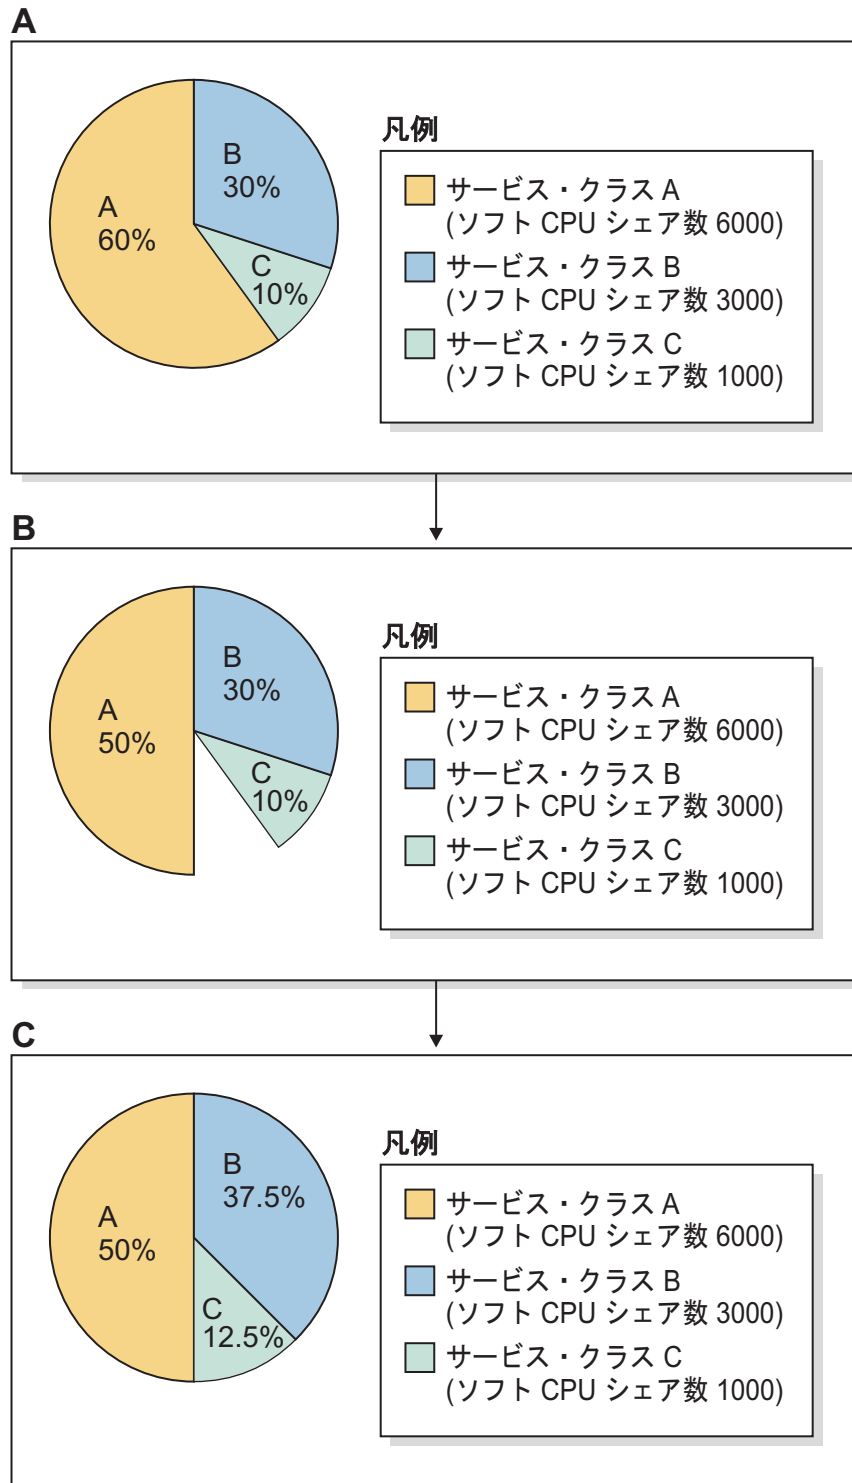 A
A
60%
B
30%
C
10%
凡例
サービス・クラス A
(ソフト CPU シェア数 6000)
サービス・クラス B
(ソフト CPU シェア数 3000)
サービス・クラス C
(ソフト CPU シェア数 1000)
B
A
50%
B
30%
C
10%
凡例
サービス・クラス A
(ソフト CPU シェア数 6000)
サービス・クラス B
(ソフト CPU シェア数 3000)
サービス・クラス C
(ソフト CPU シェア数 1000)
C
A
50%
B
37.5%
C
12.5%
凡例
サービス・クラス A
(ソフト CPU シェア数 6000)
サービス・クラス B
(ソフト CPU シェア数 3000)
サービス・クラス C
(ソフト CPU シェア数 1000)